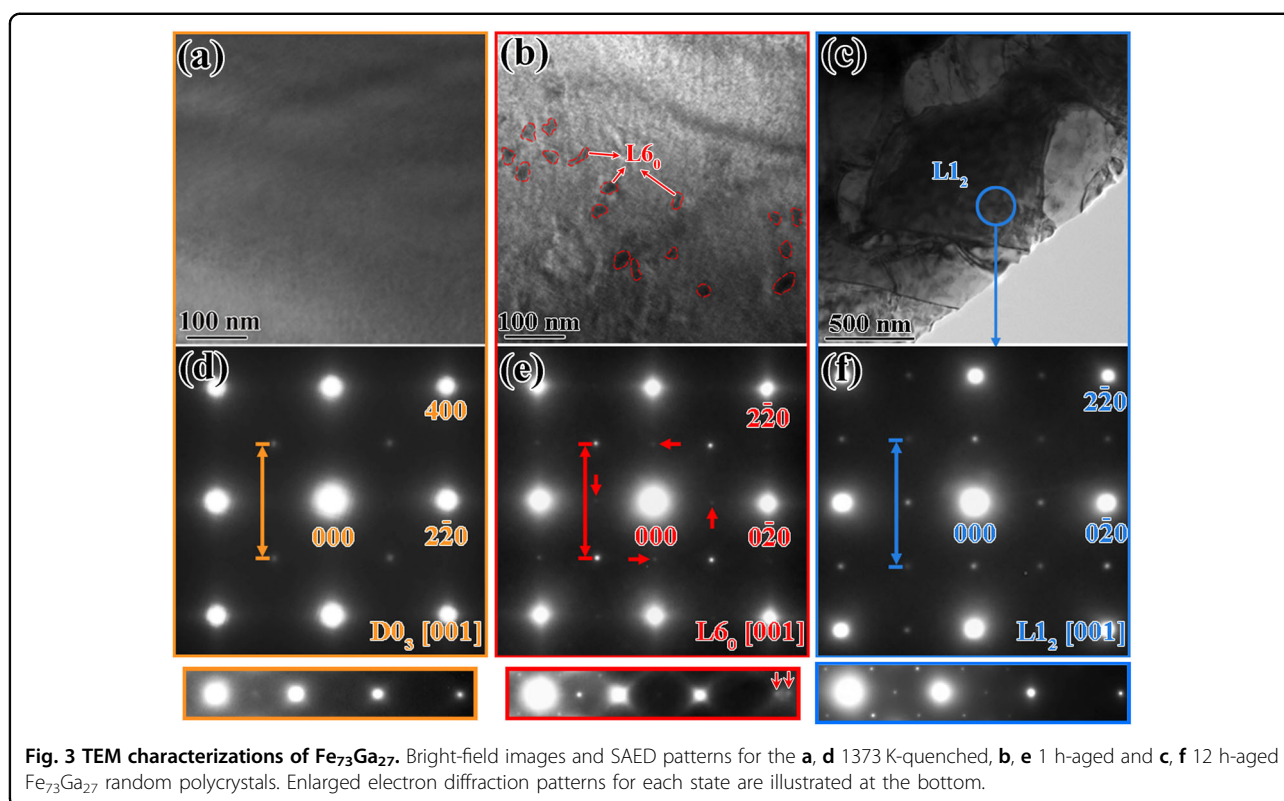 (a)
100 nm
(b)
L6₀
100 nm
(c)
L1₂
500 nm
(d)
400
000
2̄2̄0
D0₃ [001]
(e)
22̄0
000
02̄0
L6₀ [001]
(f)
22̄0
000
02̄0
L1₂ [001]
Fig. 3 TEM characterizations of Fe₇₃Ga₂₇. Bright-field images and SAED patterns for the a, d 1373 K-quenched, b, e 1 h-aged and c, f 12 h-aged
Fe₇₃Ga₂₇ random polycrystals. Enlarged electron diffraction patterns for each state are illustrated at the bottom.